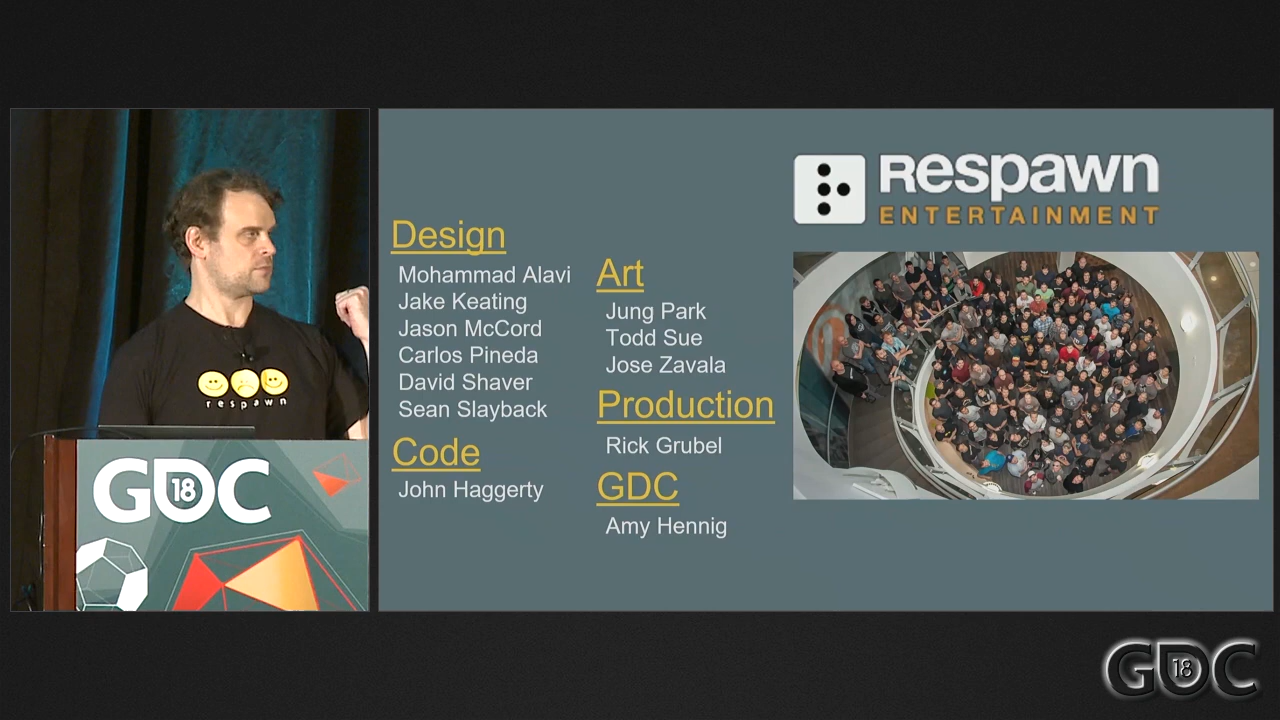 respawn
GDC
18
Design
Mohammad Alavi
Jake Keating
Jason McCord
Carlos Pineda
David Shaver
Sean Slayback
Code
John Haggerty
Art
Jung Park
Todd Sue
Jose Zavala
Production
Rick Grubel
GDC
Amy Hennig
Respawn
ENTERTAINMENT
GDC
18